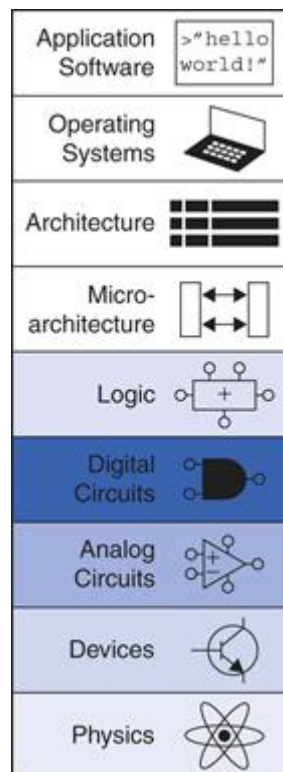 Application
Software
>"hello
world!"
Operating
Systems
Architecture
Micro-
architecture
Logic
+
Digital
Circuits
Analog
Circuits
+
−
Devices
Physics